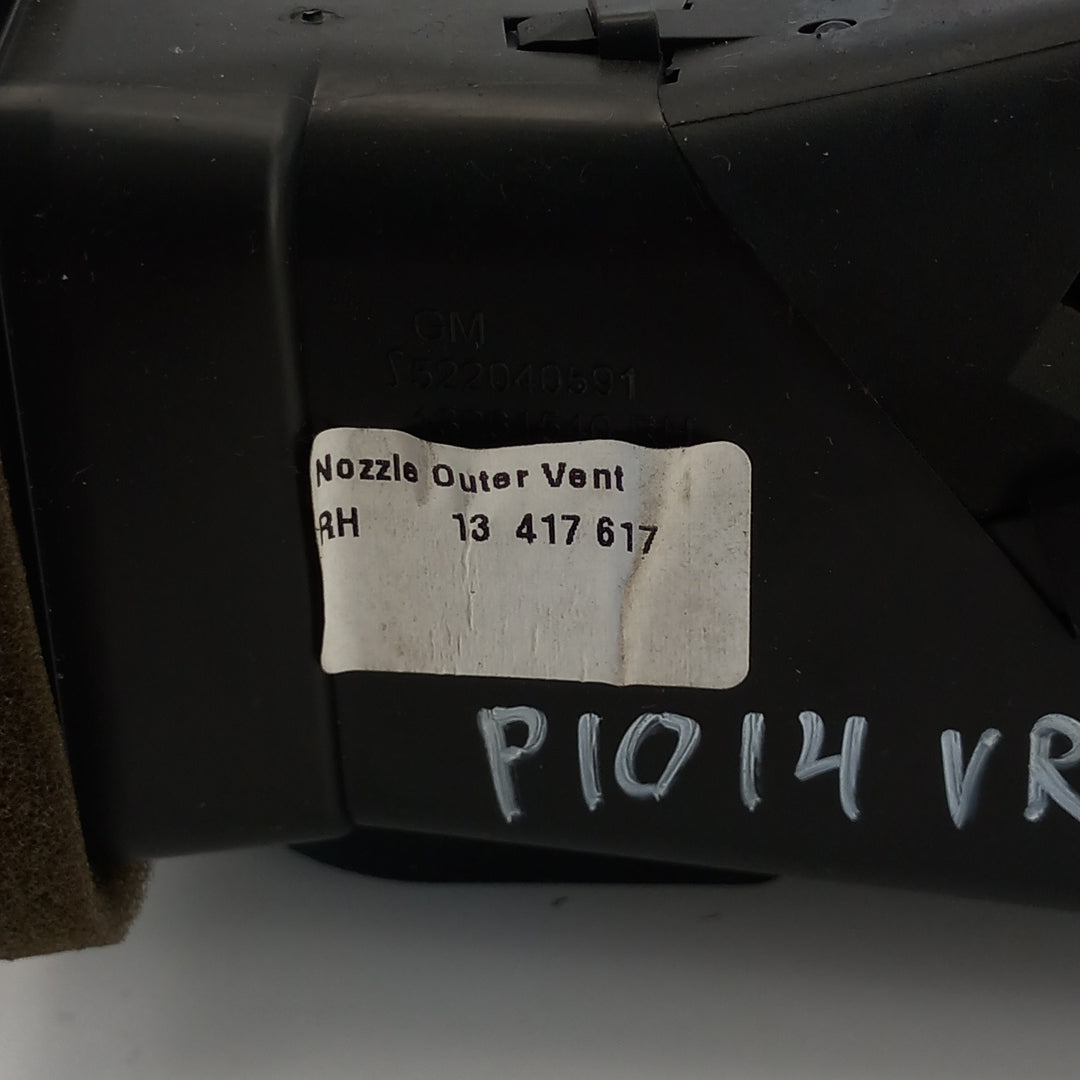 GM
522040591
Nozzle Outer Vent
RH 13 417 617
P1014 VR